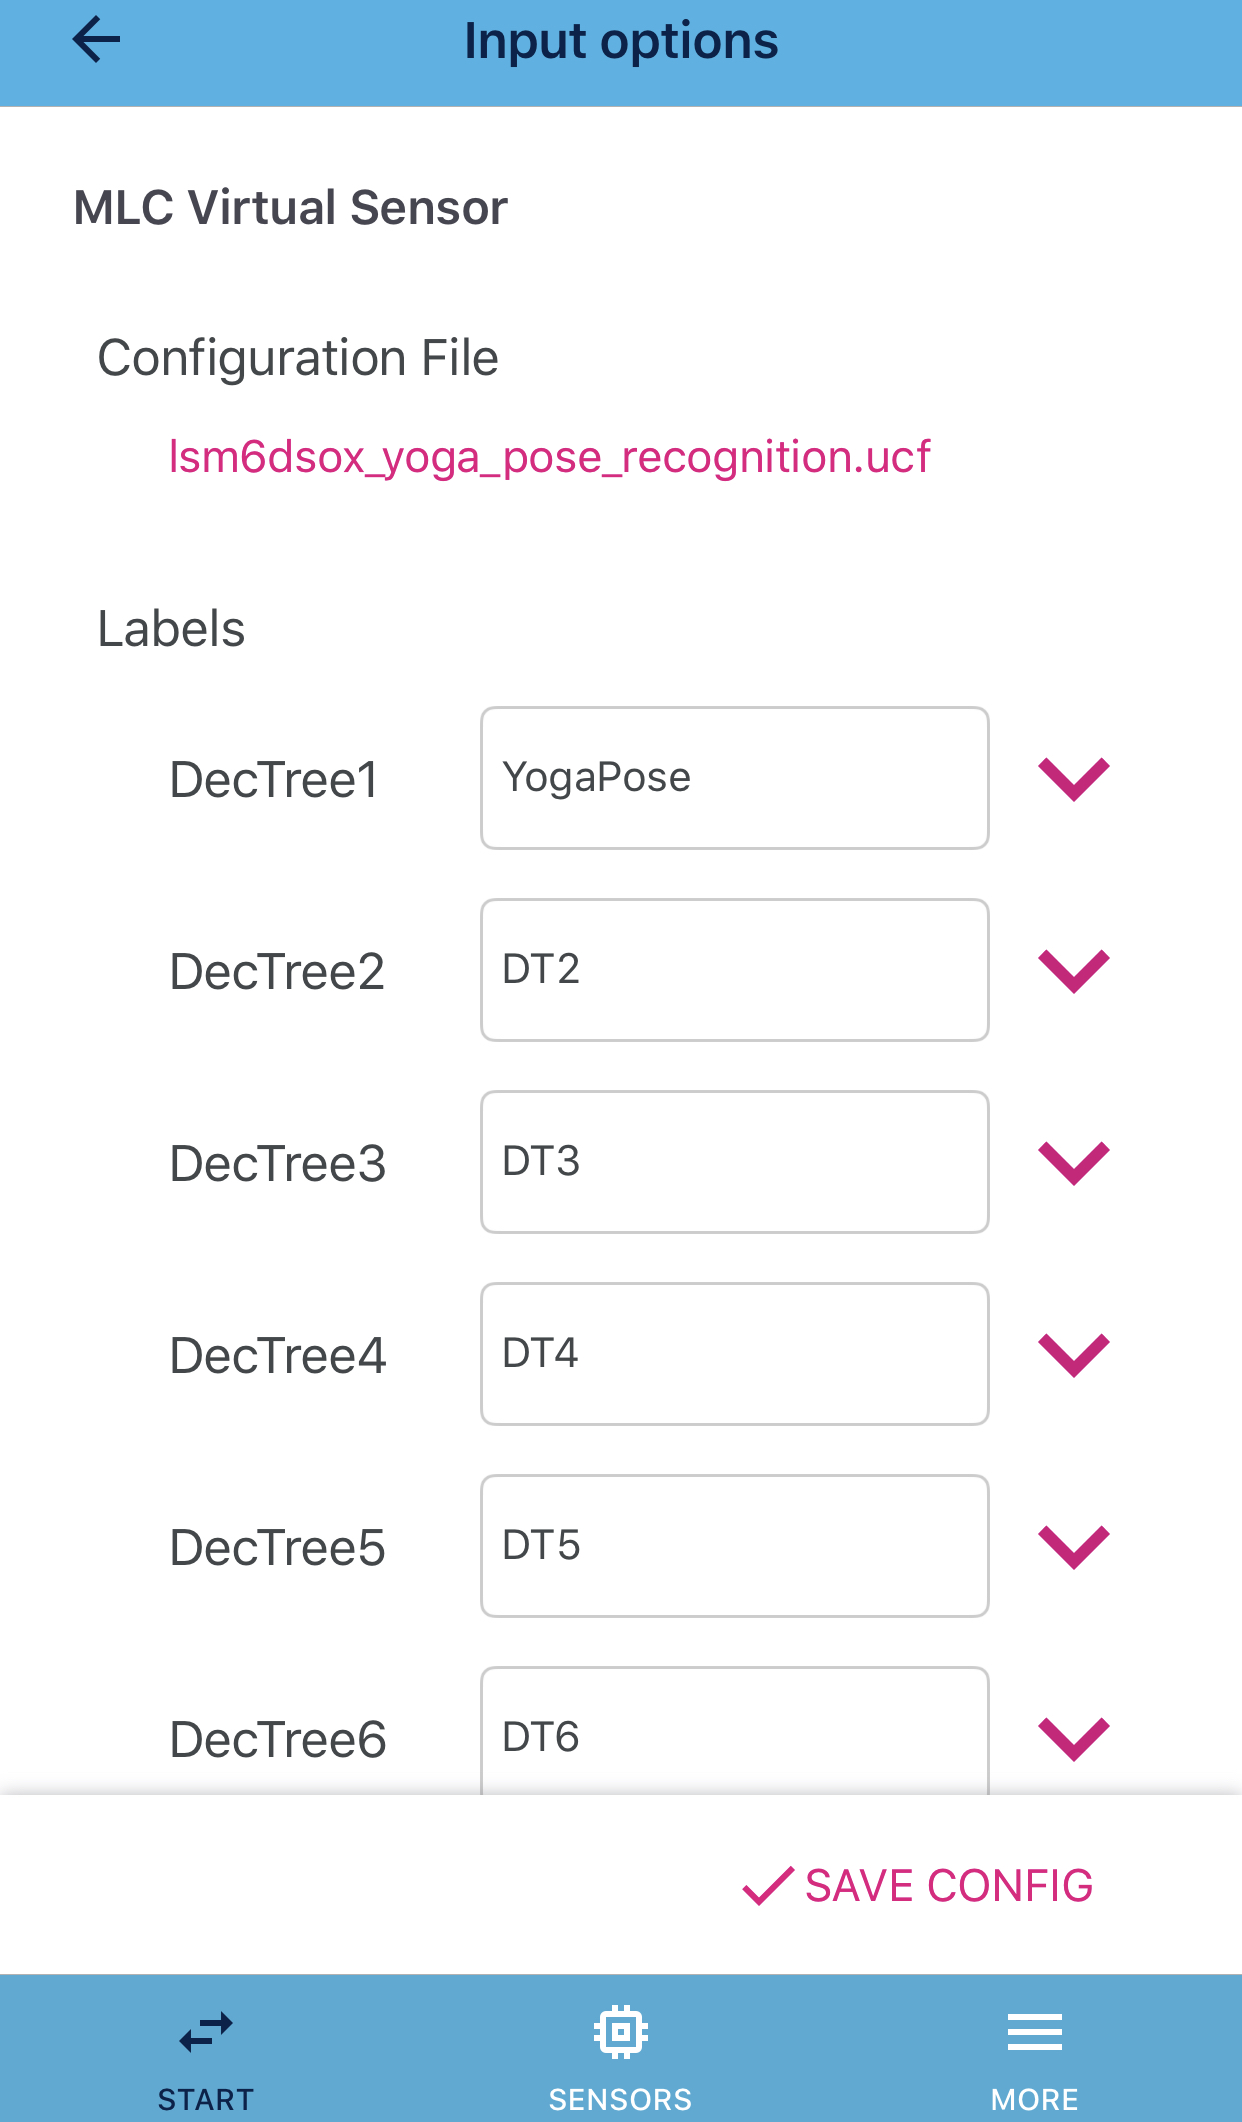 Input options
MLC Virtual Sensor
Configuration File
lsm6dsox_yoga_pose_recognition.ucf
Labels
DecTree1 YogaPose
DecTree2 DT2
DecTree3 DT3
DecTree4 DT4
DecTree5 DT5
DecTree6 DT6
SAVE CONFIG
START SENSORS MORE